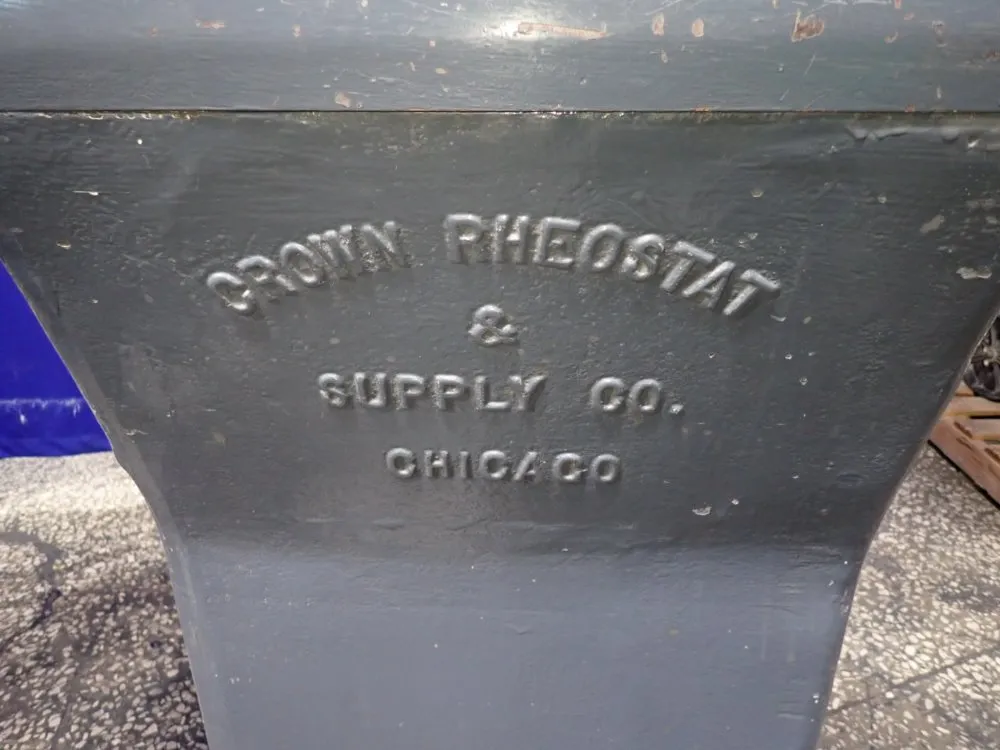 CROWN RHEOSTAT
&
SUPPLY CO.
CHICAGO